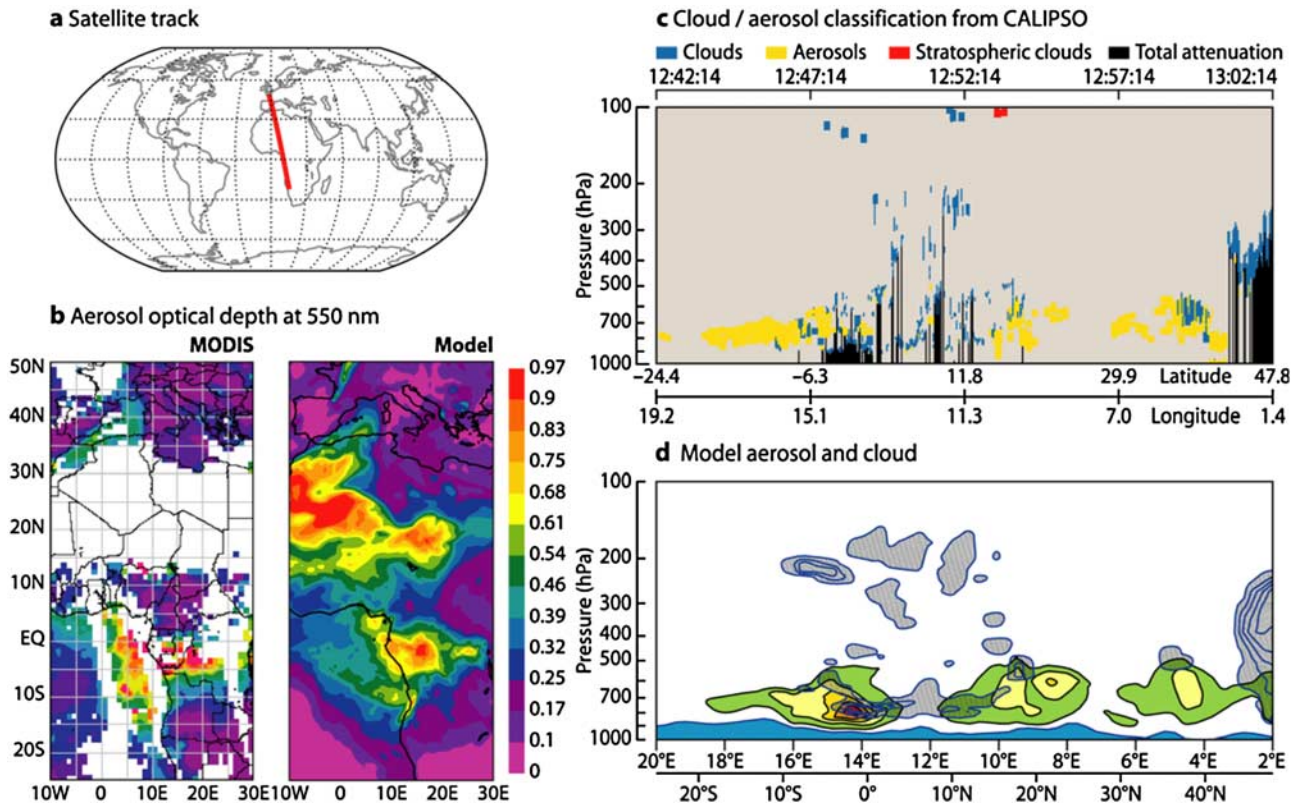 a Satellite track
b Aerosol optical depth at 550 nm
MODIS Model
50N
40N
30N
20N
10N
EQ
10S
20S
10W 0 10E 20E 30E
10W 0 10E 20E 30E
0.97
0.9
0.83
0.75
0.68
0.61
0.54
0.46
0.39
0.32
0.25
0.17
0.1
0
c Cloud / aerosol classification from CALIPSO
Clouds Aerosols Stratospheric clouds Total attenuation
12:42:14 12:47:14 12:52:14 12:57:14 13:02:14
Pressure (hPa)
100
200
300
400
500
700
1000
−24.4 −6.3 11.8 29.9 Latitude 47.8
19.2 15.1 11.3 7.0 Longitude 1.4
d Model aerosol and cloud
Pressure (hPa)
100
200
300
400
500
700
1000
20°E 18°E 16°E 14°E 12°E 10°E 8°E 6°E 4°E 2°E
20°S 10°S 0° 10°N 20°N 40°N